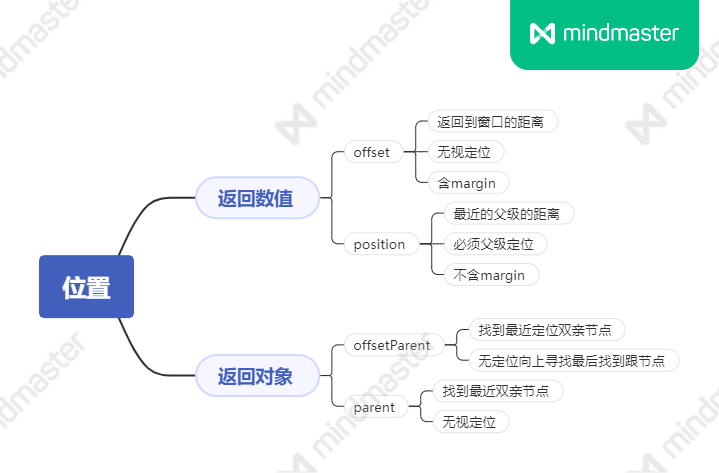 mindmaster
位置
返回数值
offset
返回到窗口的距离
无视定位
含margin
position
最近的父级的距离
必须父级定位
不含margin
返回对象
offsetParent
找到最近定位双亲节点
无定位向上寻找最后找到跟节点
parent
找到最近双亲节点
无视定位
mindmaster
mindmaster
mindmaster
mindmaster
mindmaster
mindmaster